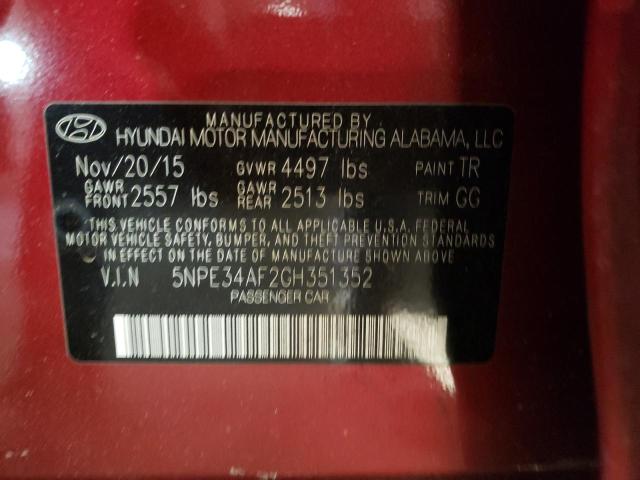 MANUFACTURED BY
HYUNDAI MOTOR MANUFACTURING ALABAMA, LLC
Nov/20/15 GVWR 4497 lbs PAINT TR
GAWR FRONT 2557 lbs GAWR REAR 2513 lbs TRIM GG
THIS VEHICLE CONFORMS TO ALL APPLICABLE U.S.A. FEDERAL
MOTOR VEHICLE SAFETY, BUMPER, AND THEFT PREVENTION STANDARDS
IN EFFECT ON THE DATE OF MANUFACTURE SHOWN ABOVE
V.I.N 5NPE34AF2GH351352
PASSENGER CAR